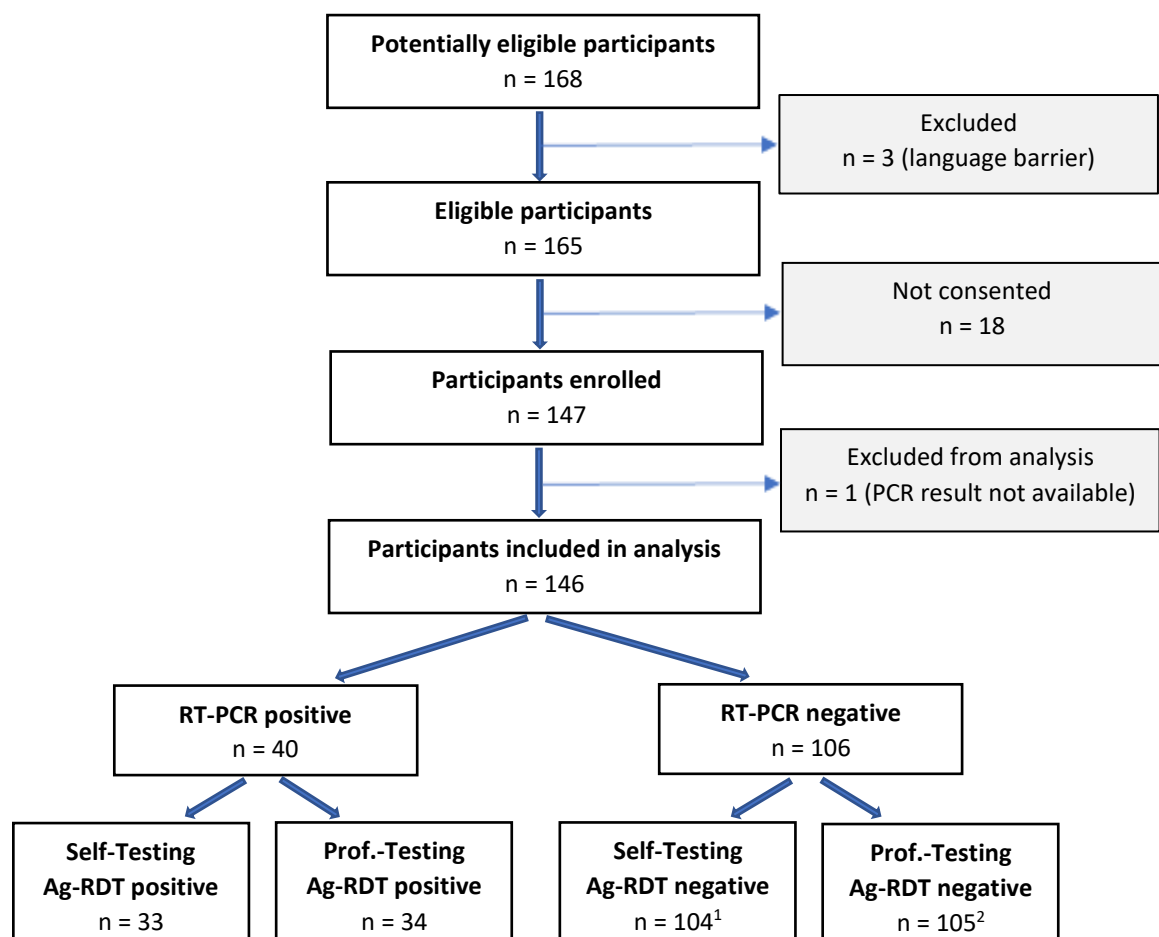 Potentially eligible participants
n = 168
Excluded
n = 3 (language barrier)
Eligible participants
n = 165
Not consented
n = 18
Participants enrolled
n = 147
Excluded from analysis
n = 1 (PCR result not available)
Participants included in analysis
n = 146
RT-PCR positive
n = 40
RT-PCR negative
n = 106
Self-Testing
Ag-RDT positive
n = 33
Prof.-Testing
Ag-RDT positive
n = 34
Self-Testing
Ag-RDT negative
n = 104¹
Prof.-Testing
Ag-RDT negative
n = 105²